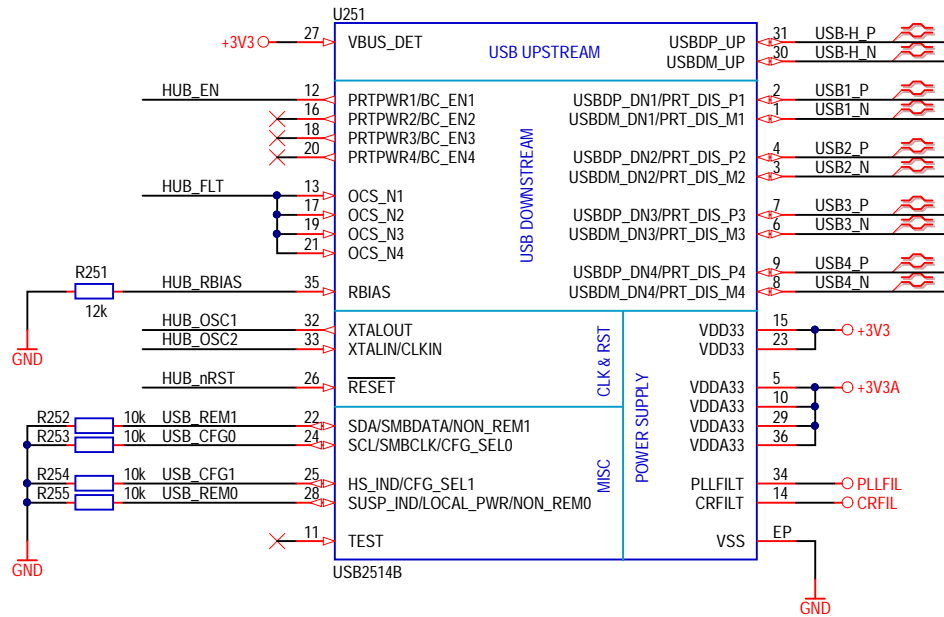 U251
+3V3 27 VBUS_DET USB UPSTREAM USBDP_UP 31 USB-H_P
USBDM_UP 30 USB-H_N
HUB_EN 12 PRTPWR1/BC_EN1 USBDP_DN1/PRT_DIS_P1 2 USB1_P
16 PRTPWR2/BC_EN2 USBDM_DN1/PRT_DIS_M1 1 USB1_N
18 PRTPWR3/BC_EN3
20 PRTPWR4/BC_EN4 USBDP_DN2/PRT_DIS_P2 4 USB2_P
USBDM_DN2/PRT_DIS_M2 3 USB2_N
USB DOWNSTREAM
HUB_FLT 13 OCS_N1
17 OCS_N2 USBDP_DN3/PRT_DIS_P3 7 USB3_P
19 OCS_N3 USBDM_DN3/PRT_DIS_M3 6 USB3_N
21 OCS_N4
USBDP_DN4/PRT_DIS_P4 9 USB4_P
R251 12k HUB_RBIAS 35 RBIAS USBDM_DN4/PRT_DIS_M4 8 USB4_N
GND
HUB_OSC1 32 XTALOUT VDD33 15 +3V3
HUB_OSC2 33 XTALIN/CLKIN VDD33 23
CLK & RST
HUB_nRST 26 RESET VDDA33 5 +3V3A
VDDA33 10
R252 10k USB_REM1 22 SDA/SMBDATA/NON_REM1 VDDA33 29
R253 10k USB_CFG0 24 SCL/SMBCLK/CFG_SEL0 VDDA33 36
POWER SUPPLY
MISC
R254 10k USB_CFG1 25 HS_IND/CFG_SEL1 PLLFILT 34 PLLFIL
R255 10k USB_REM0 28 SUSP_IND/LOCAL_PWR/NON_REM0 CRFILT 14 CRFIL
11 TEST VSS EP
GND
USB2514B
GND